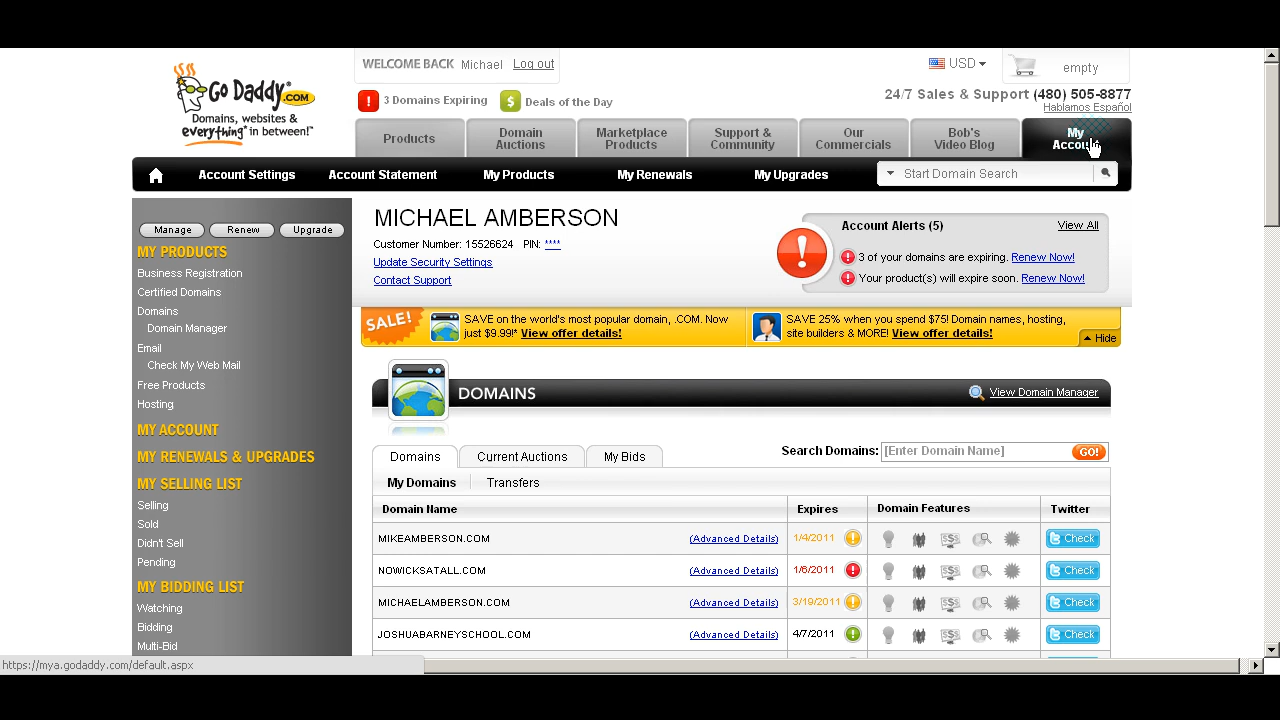 WELCOME BACK Michael Log out
USD
empty
Go Daddy.COM
Domains, websites &
everything* in between!™
3 Domains Expiring
$ Deals of the Day
24/7 Sales & Support (480) 505-8877
Hablamos Español
Products
Domain Auctions
Marketplace Products
Support & Community
Our Commercials
Bob's Video Blog
My Account
Account Settings
Account Statement
My Products
My Renewals
My Upgrades
Start Domain Search
Manage
Renew
Upgrade
MY PRODUCTS
Business Registration
Certified Domains
Domains
Domain Manager
Email
Check My Web Mail
Free Products
Hosting
MY ACCOUNT
MY RENEWALS & UPGRADES
MY SELLING LIST
Selling
Sold
Didn't Sell
Pending
MY BIDDING LIST
Watching
Bidding
Multi-Bid
MICHAEL AMBERSON
Customer Number: 15526624 PIN: ****
Update Security Settings
Contact Support
Account Alerts (5)
View All
3 of your domains are expiring. Renew Now!
Your product(s) will expire soon. Renew Now!
SALE!
SAVE on the world's most popular domain, .COM. Now
just $9.99!* View offer details!
SAVE 25% when you spend $75! Domain names, hosting,
site builders & MORE! View offer details!
Hide
DOMAINS
View Domain Manager
Domains
Current Auctions
My Bids
Search Domains: [Enter Domain Name] GO!
My Domains
Transfers
Domain Name Expires Domain Features Twitter
MIKEAMBERSON.COM (Advanced Details) 1/4/2011 Check
NOWICKSATALL.COM (Advanced Details) 1/6/2011 Check
MICHAELAMBERSON.COM (Advanced Details) 3/19/2011 Check
JOSHUABARNEYSCHOOL.COM (Advanced Details) 4/7/2011 Check
https://mya.godaddy.com/default.aspx